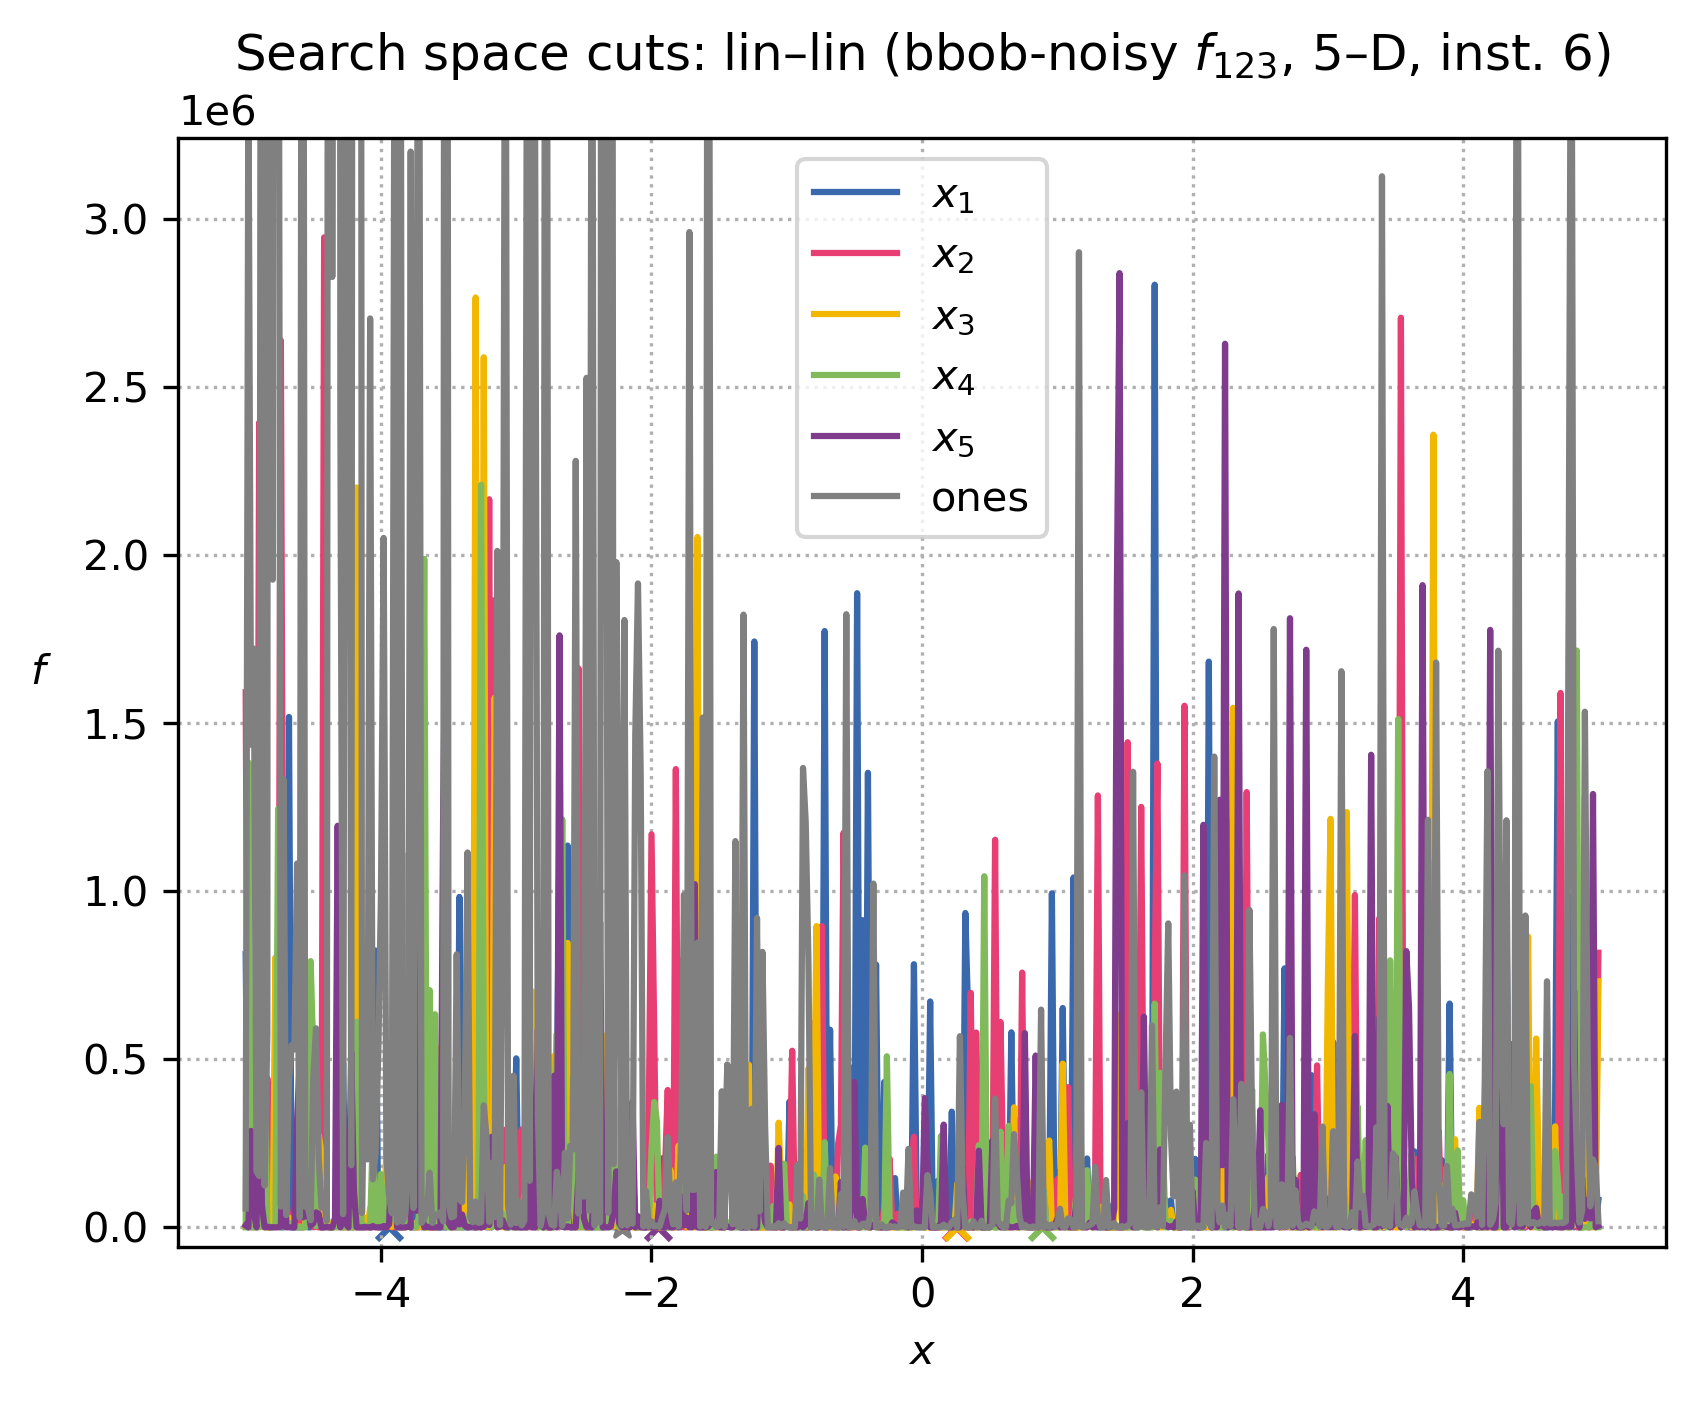 Search space cuts: lin–lin (bbob-noisy f₁₂₃, 5–D, inst. 6)
1e6
3.0
2.5
2.0
1.5
1.0
0.5
0.0
f
x₁
x₂
x₃
x₄
x₅
ones
−4 −2 0 2 4
x